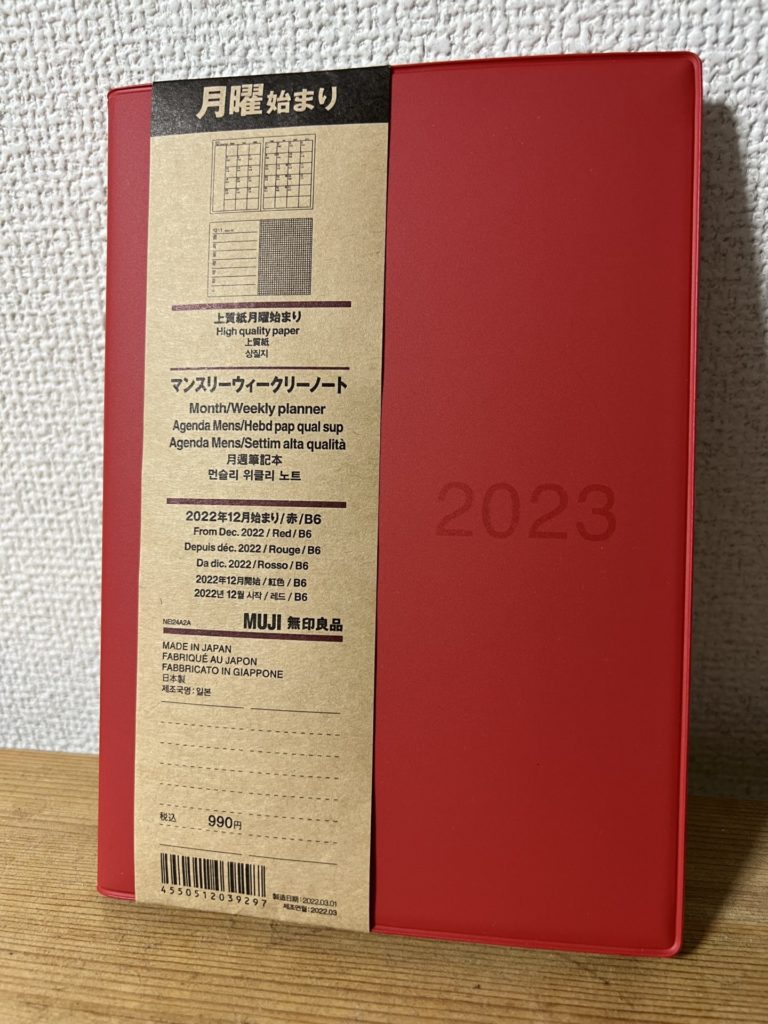 月曜始まり
上質紙月曜始まり
High quality paper
上質紙
상질지
マンスリーウィークリーノート
Month/Weekly planner
Agenda Mens/Hebd pap qual sup
Agenda Mens/Settim alta qualità
月週筆記本
먼슬리 위클리 노트
2022年12月始まり/赤/B6
From Dec. 2022 / Red / B6
Depuis déc. 2022 / Rouge / B6
Da dic. 2022 / Rosso / B6
2022年12月開始 / 紅色 / B6
2022년 12월 시작 / 레드 / B6
NB24A2A
MUJI 無印良品
MADE IN JAPAN
FABRIQUÉ AU JAPON
FABBRICATO IN GIAPPONE
日本製
제조국명 : 일본
税込 990円
4550512039297
製造日期 : 2022.03.01
제조연월 : 2022.03
2023